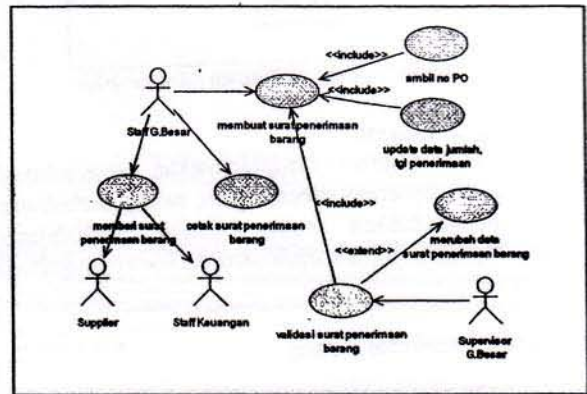 <<include>>
ambil no PO
<<include>>
Staff G.Besar
membuat surat penerimaan
barang
update data jumlah,
tgl penerimaan
<<include>>
memberi surat
penerimaan barang
cetak surat penerimaan
barang
<<extend>>
merubah data
surat penerimaan barang
Supplier
Staff Keuangan
validasi surat penerimaan
barang
Supervisor
G.Besar